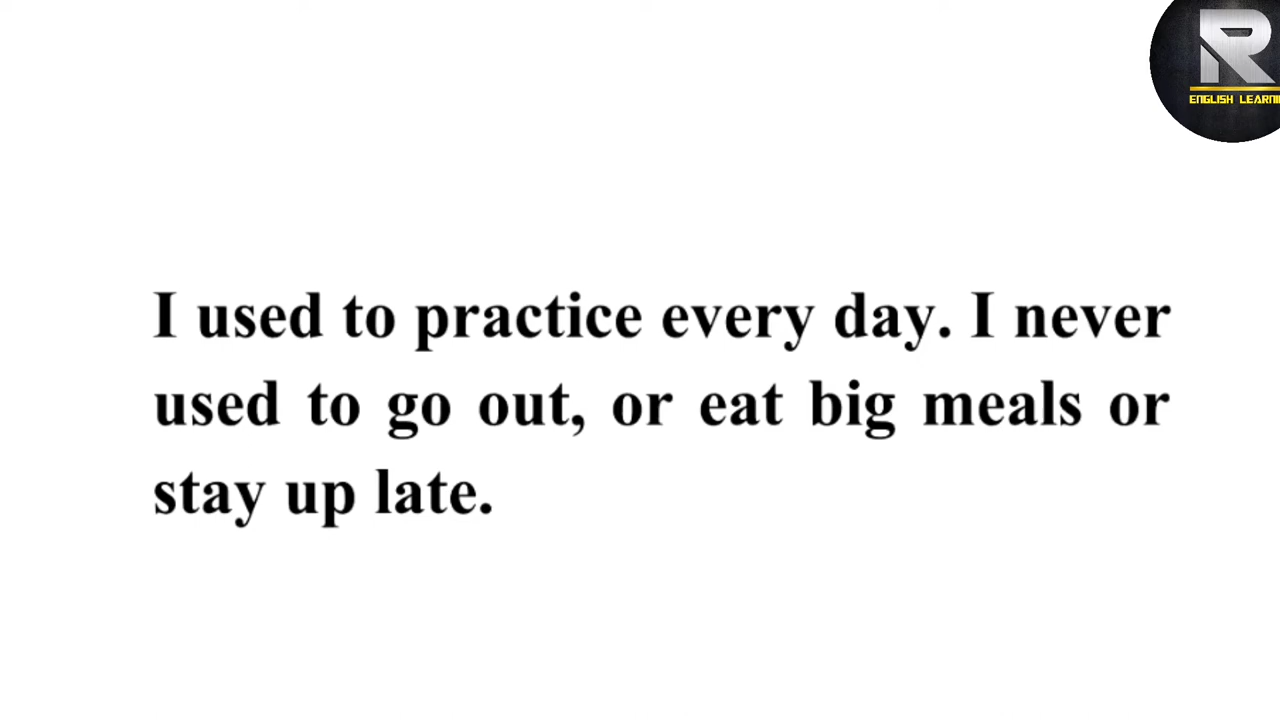 R
ENGLISH LEARNIN
I used to practice every day. I never
used to go out, or eat big meals or
stay up late.